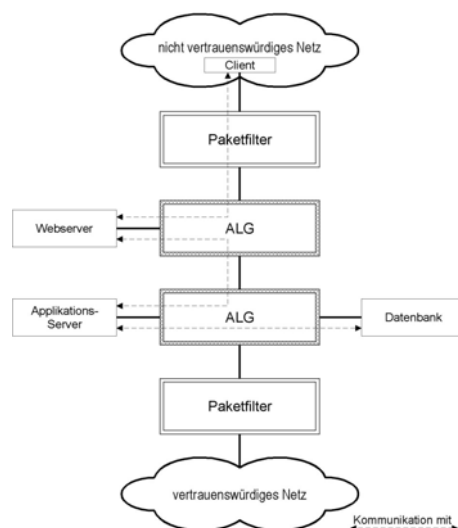 nicht vertrauenswürdiges Netz
Client
Paketfilter
Webserver
ALG
Applikations-
Server
ALG
Datenbank
Paketfilter
vertrauenswürdiges Netz
Kommunikation mit